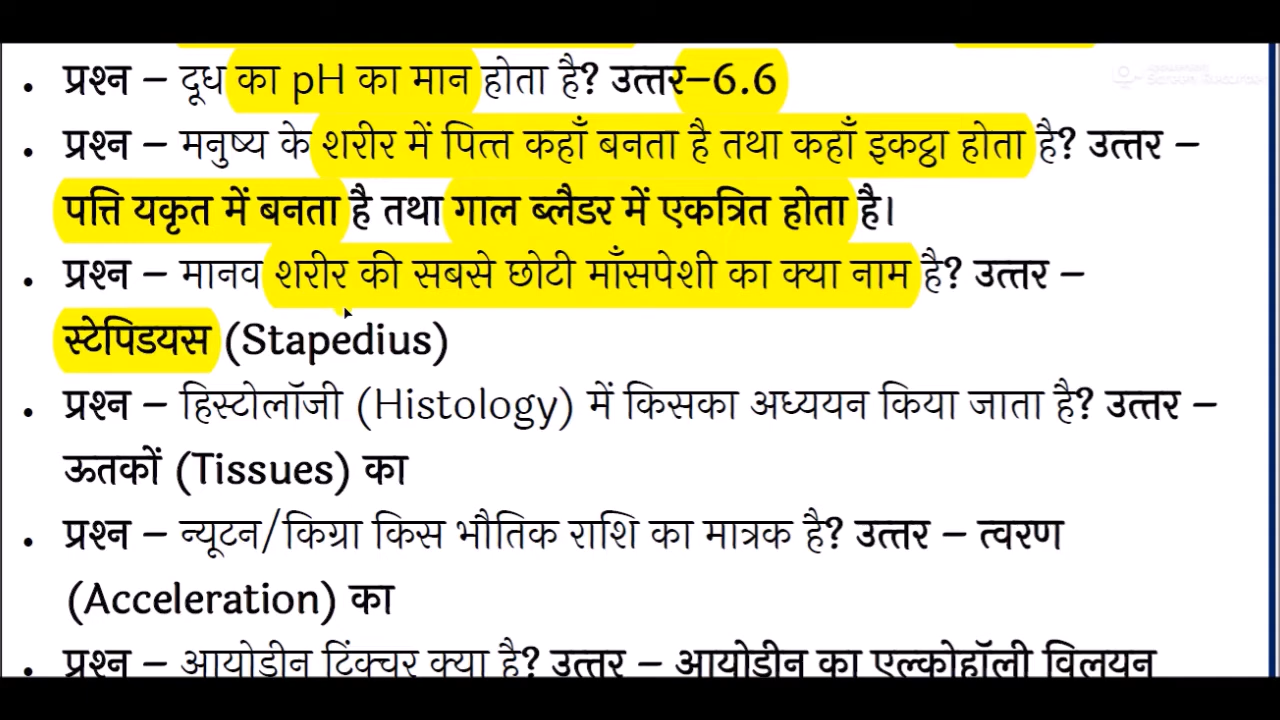 • प्रश्न – दूध का pH का मान होता है? उत्तर–6.6
• प्रश्न – मनुष्य के शरीर में पित्त कहाँ बनता है तथा कहाँ इकट्ठा होता है? उत्तर –
पत्ति यकृत में बनता है तथा गाल ब्लैडर में एकत्रित होता है।
• प्रश्न – मानव शरीर की सबसे छोटी माँसपेशी का क्या नाम है? उत्तर –
स्टेपिडयस (Stapedius)
• प्रश्न – हिस्टोलॉजी (Histology) में किसका अध्ययन किया जाता है? उत्तर –
ऊतकों (Tissues) का
• प्रश्न – न्यूटन/किग्रा किस भौतिक राशि का मात्रक है? उत्तर – त्वरण
(Acceleration) का
• प्रश्न – आयोडीन टिंक्चर क्या है? उत्तर – आयोडीन का एल्कोहॉली विलयन